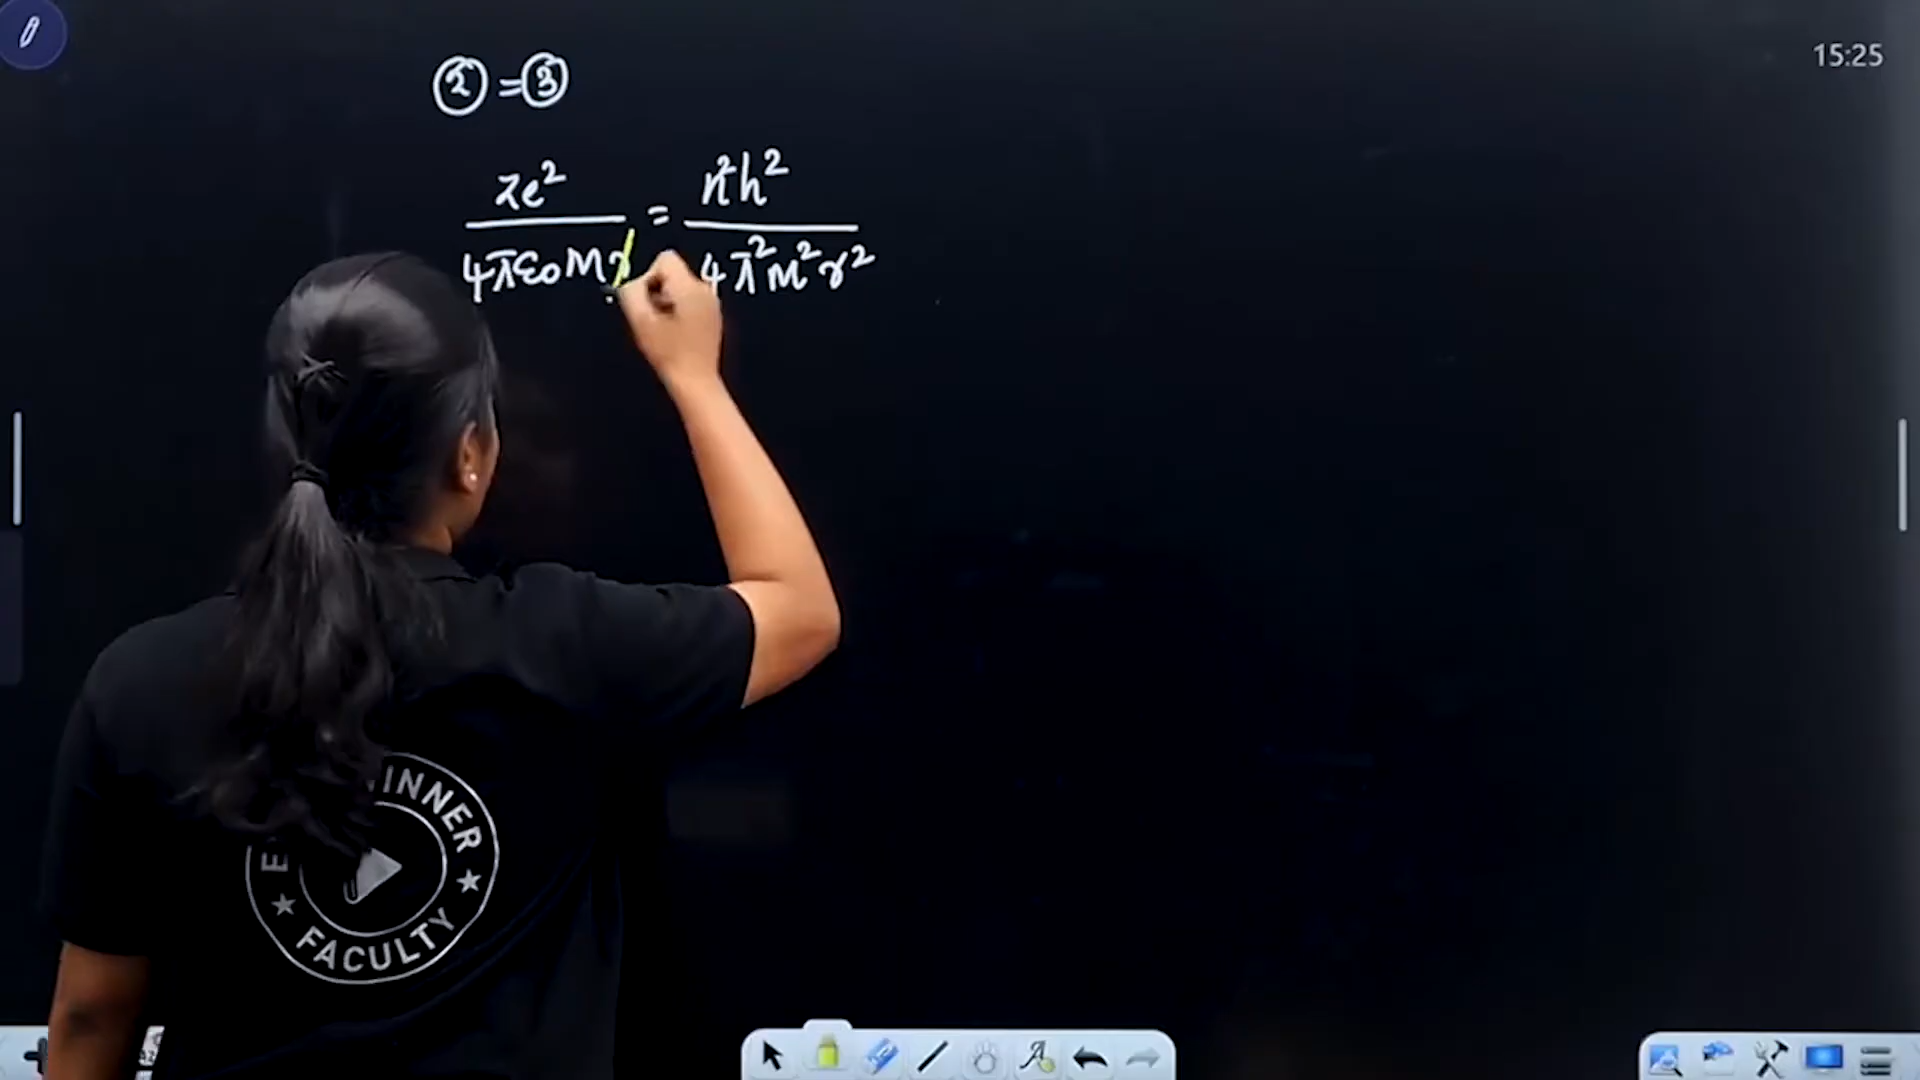 15:25
② = ③
ze² / 4πε₀Mr = n²h² / 4π²M²r²
INNER FACULTY